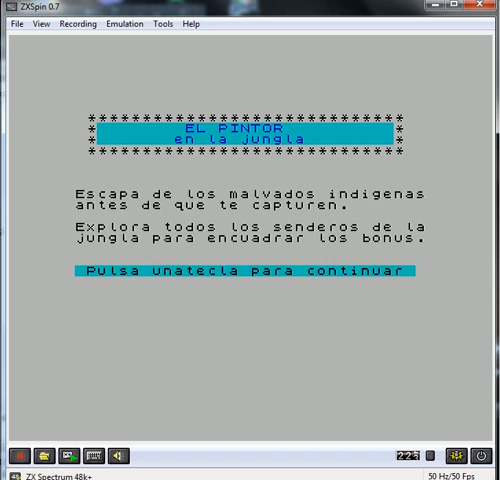 ZXSpin 0.7
File View Recording Emulation Tools Help
****************************
* EL PINTOR *
* en la jungla *
****************************
Escapa de los malvados indigenas
antes de que te capturen.
Explora todos los senderos de la
jungla para encuadrar los bonus.
Pulsa unatecla para continuar
223
48 ZX Spectrum 48k+ 50 Hz/50 Fps